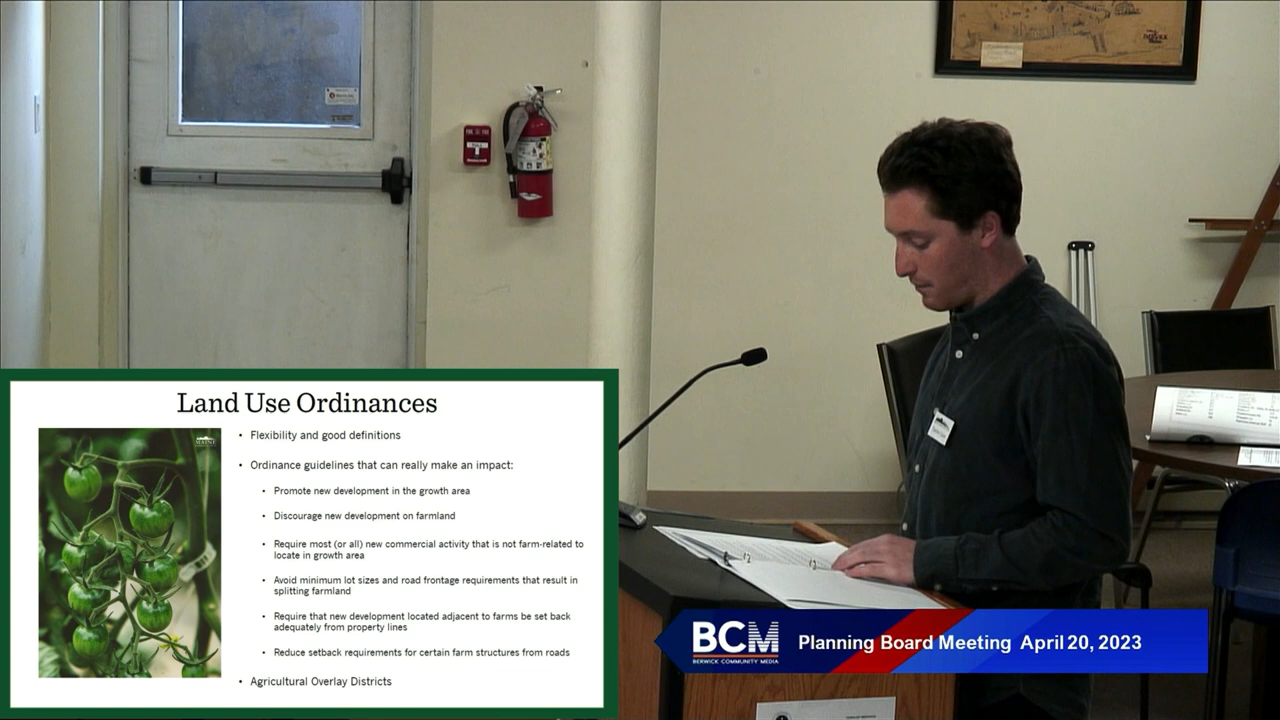 Land Use Ordinances
MAINE
• Flexibility and good definitions
• Ordinance guidelines that can really make an impact:
• Promote new development in the growth area
• Discourage new development on farmland
• Require most (or all) new commercial activity that is not farm-related to
locate in growth area
• Avoid minimum lot sizes and road frontage requirements that result in
splitting farmland
• Require that new development located adjacent to farms be set back
adequately from property lines
• Reduce setback requirements for certain farm structures from roads
• Agricultural Overlay Districts
BCM
BERWICK COMMUNITY MEDIA
Planning Board Meeting April 20, 2023